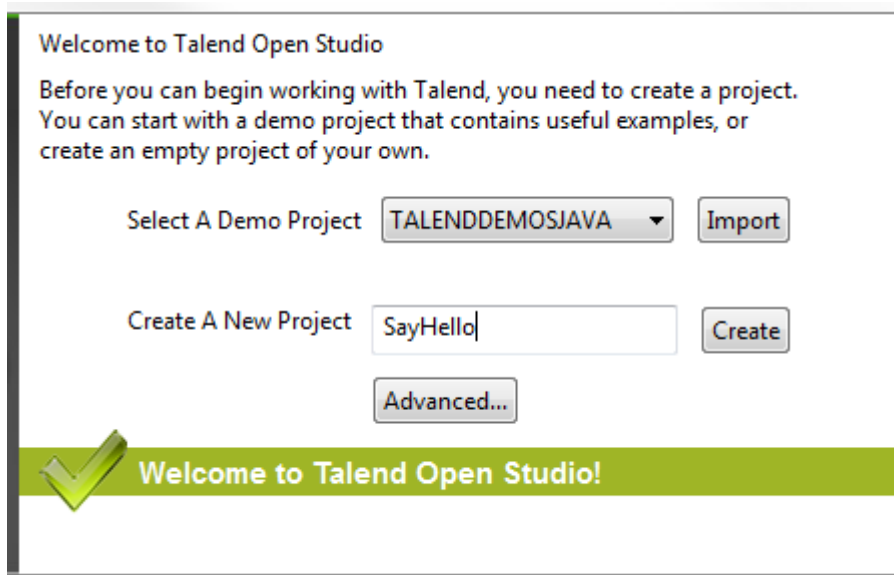 Welcome to Talend Open Studio
Before you can begin working with Talend, you need to create a project.
You can start with a demo project that contains useful examples, or
create an empty project of your own.
Select A Demo Project TALENDDEMOSJAVA Import
Create A New Project SayHello Create
Advanced...
Welcome to Talend Open Studio!